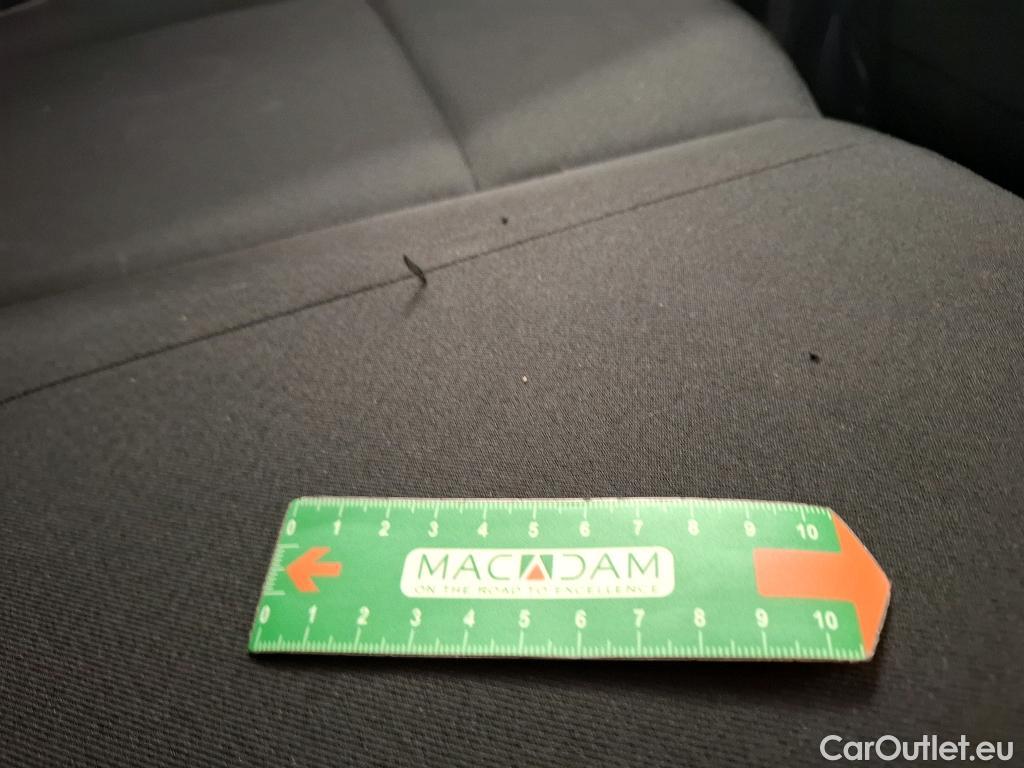 0 1 2 3 4 5 6 7 8 9 10
MACADAM
ON THE ROAD TO EXCELLENCE
0 1 2 3 4 5 6 7 8 9 10
CarOutlet.eu